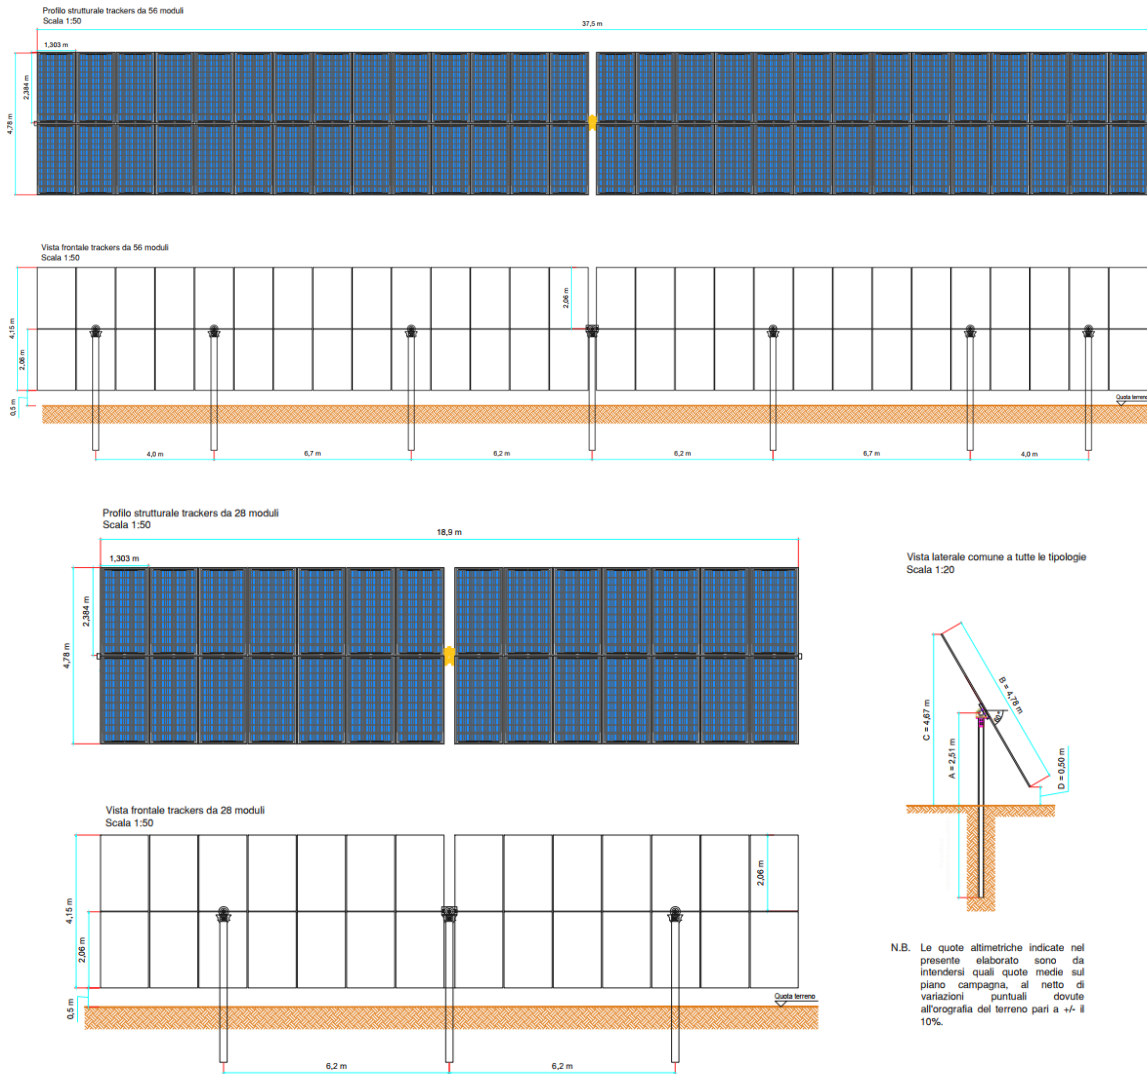 Profilo strutturale trackers da 56 moduli
Scala 1:50
37,5 m
1,303 m
2,384 m
4,78 m
Vista frontale trackers da 56 moduli
Scala 1:50
2,06 m
4,15 m
2,06 m
0,5 m
Quota terreno
4,0 m
6,7 m
6,2 m
6,2 m
6,7 m
4,0 m
Profilo strutturale trackers da 28 moduli
Scala 1:50
18,9 m
1,303 m
2,384 m
4,78 m
Vista laterale comune a tutte le tipologie
Scala 1:20
B = 4,78 m
60°
C = 4,67 m
A = 2,51 m
D = 0,50 m
Vista frontale trackers da 28 moduli
Scala 1:50
2,06 m
4,15 m
2,06 m
0,5 m
Quota terreno
6,2 m
6,2 m
N.B. Le quote altimetriche indicate nel
presente elaborato sono da
intendersi quali quote medie sul
piano campagna, al netto di
variazioni puntuali dovute
all'orografia del terreno pari a +/- il
10%.